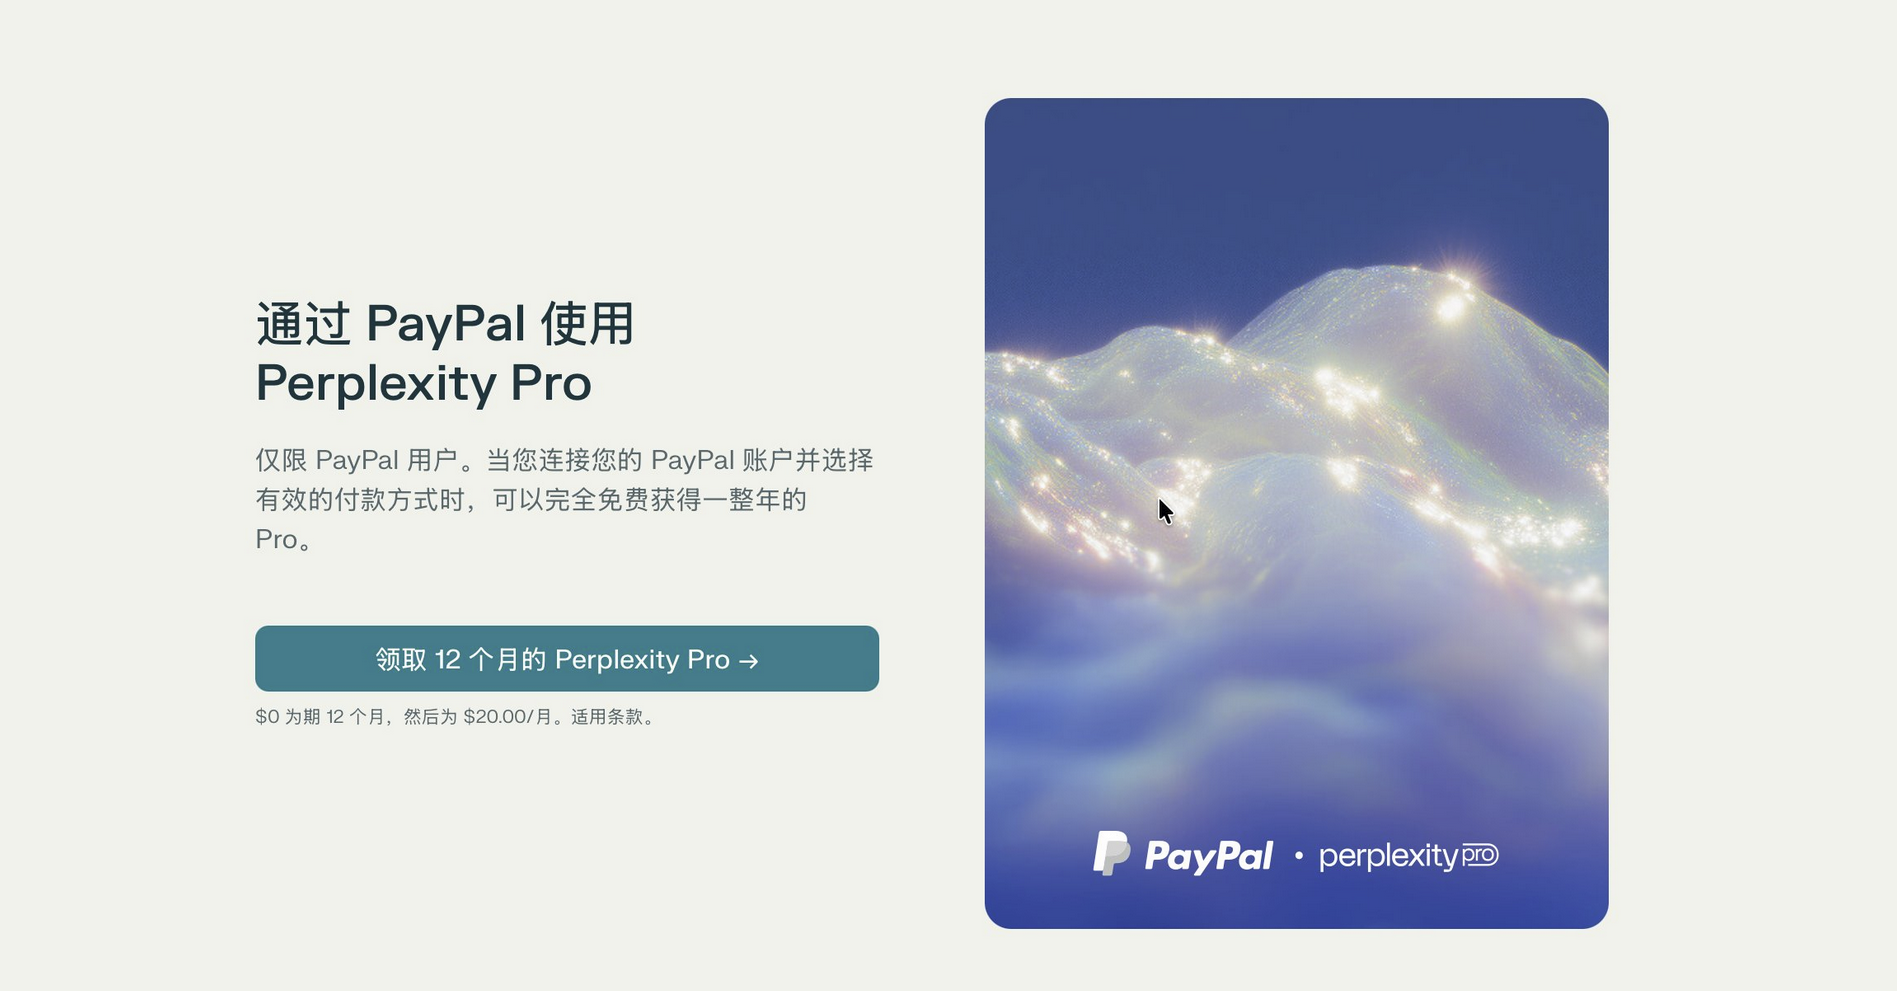 通过 PayPal 使用
Perplexity Pro
仅限 PayPal 用户。当您连接您的 PayPal 账户并选择
有效的付款方式时，可以完全免费获得一整年的
Pro。
领取 12 个月的 Perplexity Pro →
$0 为期 12 个月，然后为 $20.00/月。适用条款。
PayPal • perplexity pro